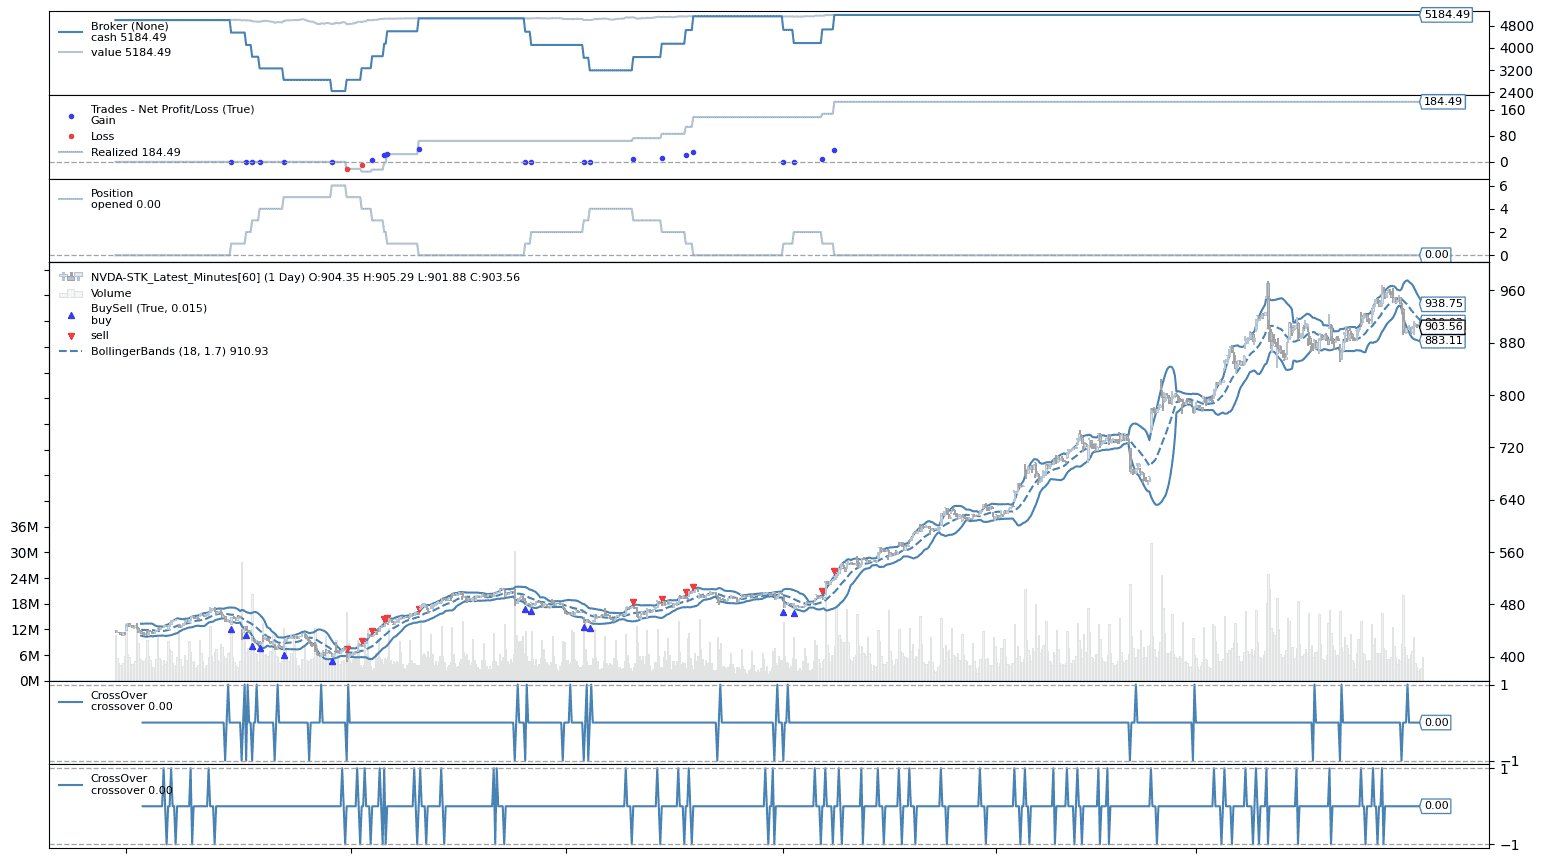 Broker (None)
cash 5184.49
value 5184.49
5184.49
4800
4000
3200
2400
Trades - Net Profit/Loss (True)
Gain
Loss
Realized 184.49
184.49
160
80
0
Position
opened 0.00
6
4
2
0.00
0
NVDA-STK_Latest_Minutes[60] (1 Day) O:904.35 H:905.29 L:901.88 C:903.56
Volume
BuySell (True, 0.015)
buy
sell
BollingerBands (18, 1.7) 910.93
960
938.75
903.56
883.11
880
800
720
640
560
480
400
36M
30M
24M
18M
12M
6M
0M
CrossOver
crossover 0.00
1
0.00
−1
CrossOver
crossover 0.00
1
0.00
−1